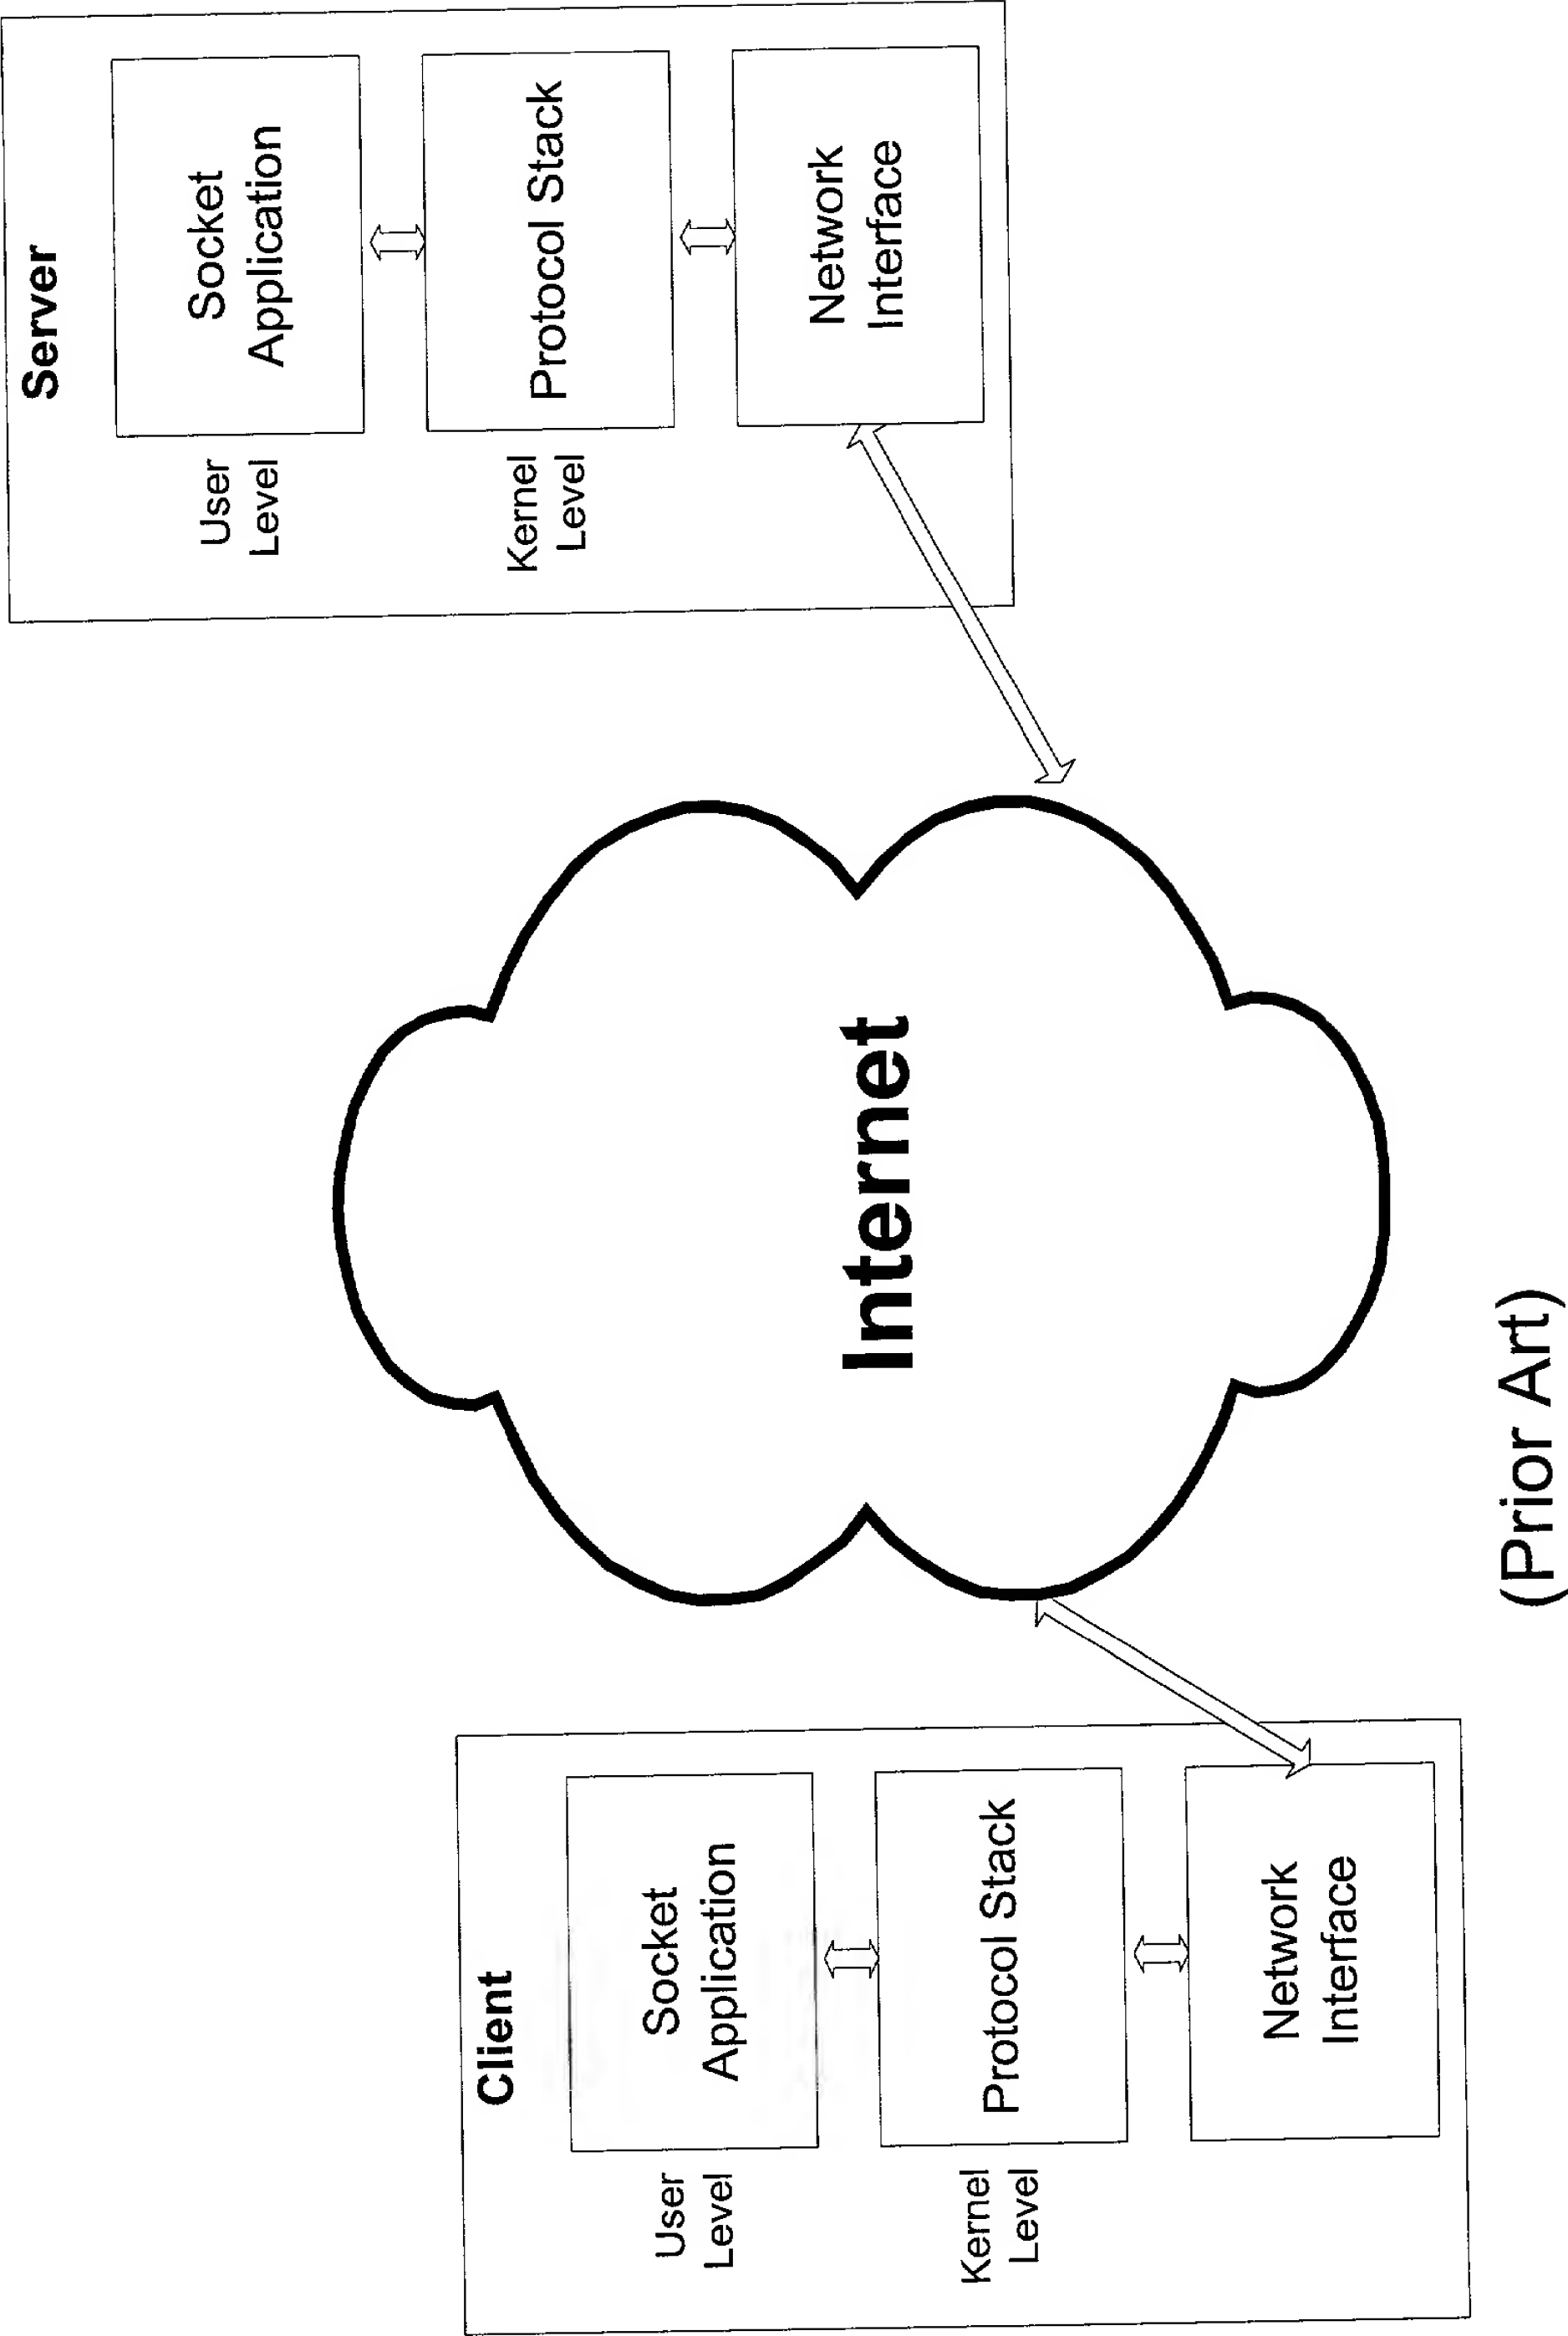 Client
User
Level
Socket
Application
Kernel
Level
Protocol Stack
Network
Interface
Internet
Server
User
Level
Socket
Application
Kernel
Level
Protocol Stack
Network
Interface
(Prior Art)